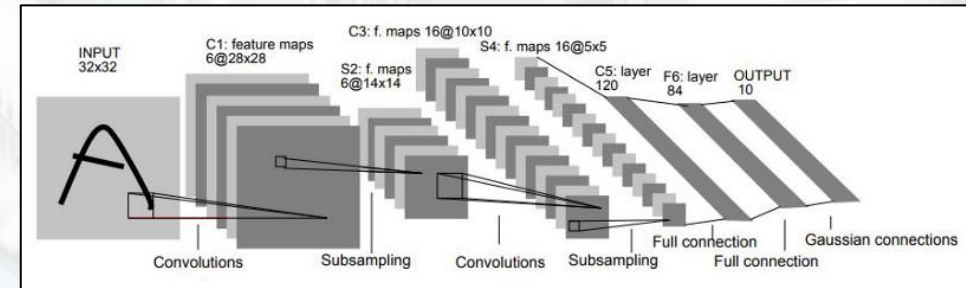 INPUT
32x32
C1: feature maps
6@28x28
S2: f. maps
6@14x14
C3: f. maps 16@10x10
S4: f. maps 16@5x5
C5: layer
120
F6: layer
84
OUTPUT
10
Convolutions
Subsampling
Convolutions
Subsampling
Full connection
Full connection
Gaussian connections